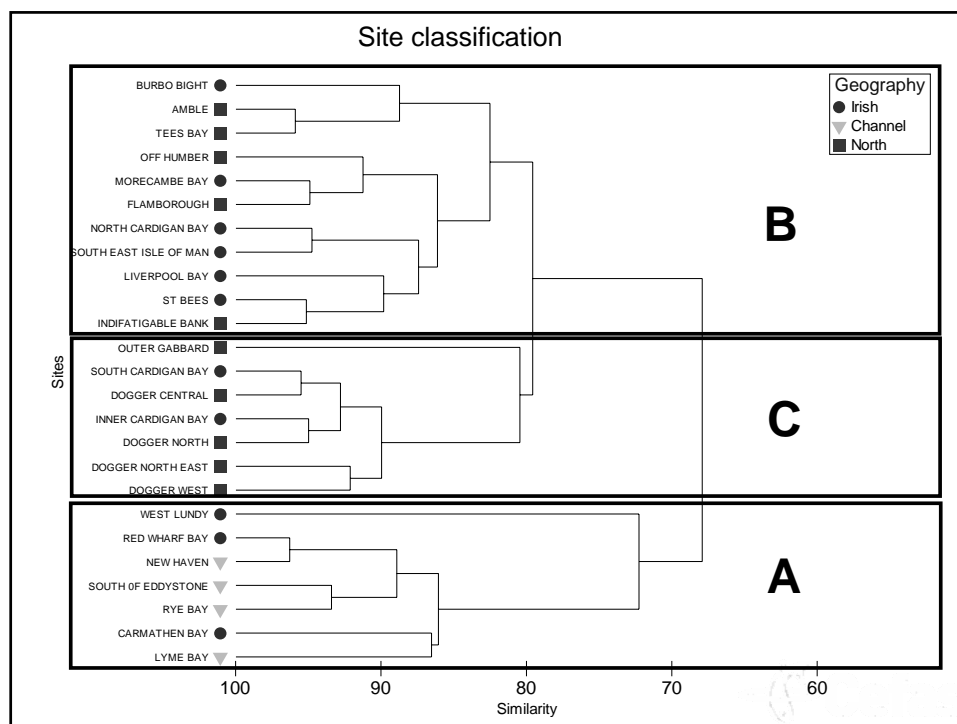 Site classification
BURBO BIGHT
AMBLE
TEES BAY
OFF HUMBER
MORECAMBE BAY
FLAMBOROUGH
NORTH CARDIGAN BAY
SOUTH EAST ISLE OF MAN
LIVERPOOL BAY
ST BEES
INDIFATIGABLE BANK
OUTER GABBARD
SOUTH CARDIGAN BAY
DOGGER CENTRAL
INNER CARDIGAN BAY
DOGGER NORTH
DOGGER NORTH EAST
DOGGER WEST
WEST LUNDY
RED WHARF BAY
NEW HAVEN
SOUTH 0F EDDYSTONE
RYE BAY
CARMATHEN BAY
LYME BAY
Geography
Irish
Channel
North
B
C
A
Sites
100 90 80 70 60
Similarity